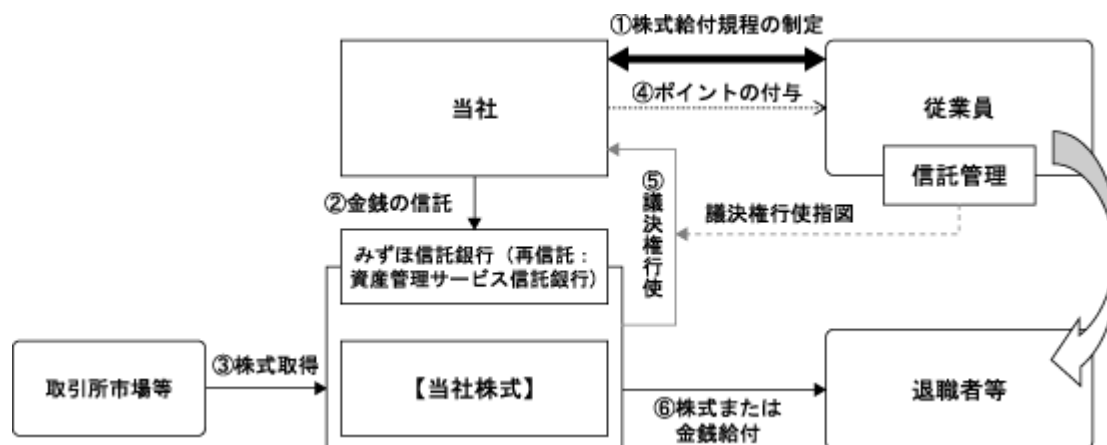 ①株式給付規程の制定
当社
④ポイントの付与
従業員
信託管理
②金銭の信託
⑤議決権行使
議決権行使指図
みずほ信託銀行（再信託：
資産管理サービス信託銀行）
取引所市場等
③株式取得
【当社株式】
⑥株式または
金銭給付
退職者等